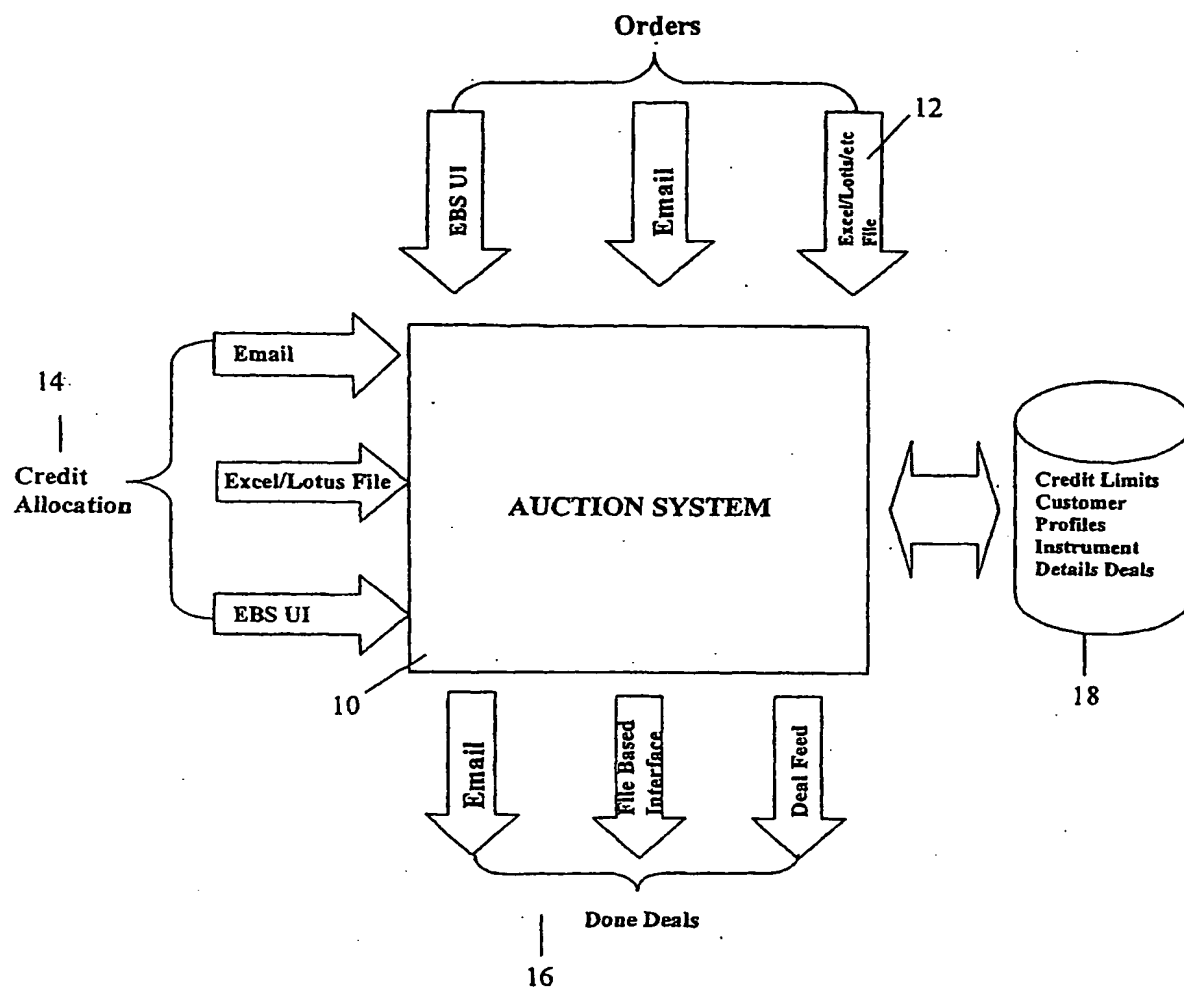 Orders
12
EBS UI
Email
Excel/Lotls/etc
File
Email
14
Credit
Allocation
Excel/Lotus File
EBS UI
AUCTION SYSTEM
Credit Limits
Customer
Profiles
Instrument
Details Deals
10
18
Email
File Based
Interface
Deal Feed
Done Deals
16